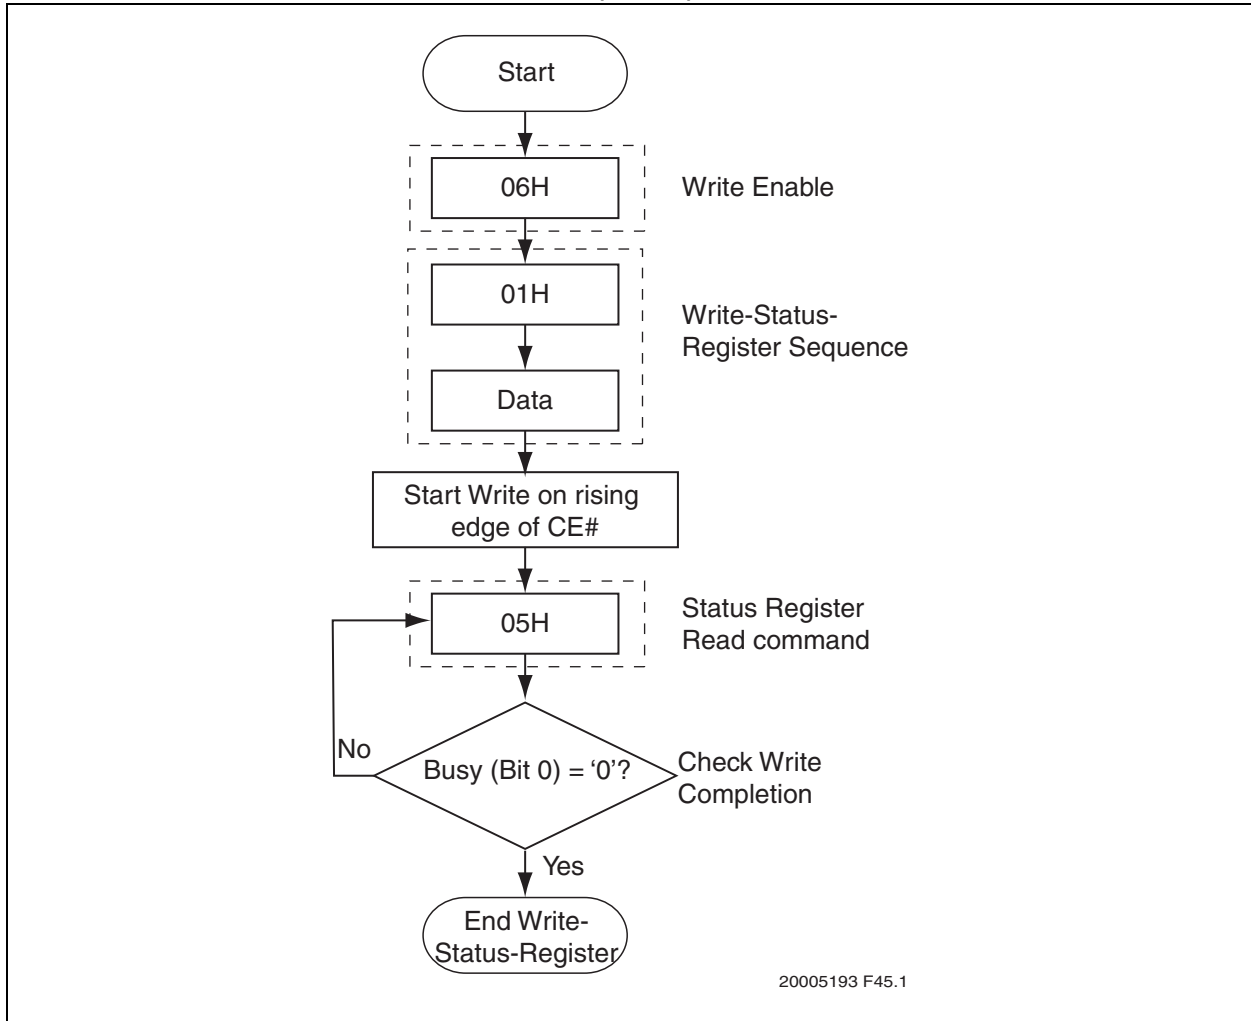 Start
06H
Write Enable
01H
Write-Status-
Register Sequence
Data
Start Write on rising
edge of CE#
05H
Status Register
Read command
No
Busy (Bit 0) = ‘0’?
Check Write
Completion
Yes
End Write-
Status-Register
20005193 F45.1